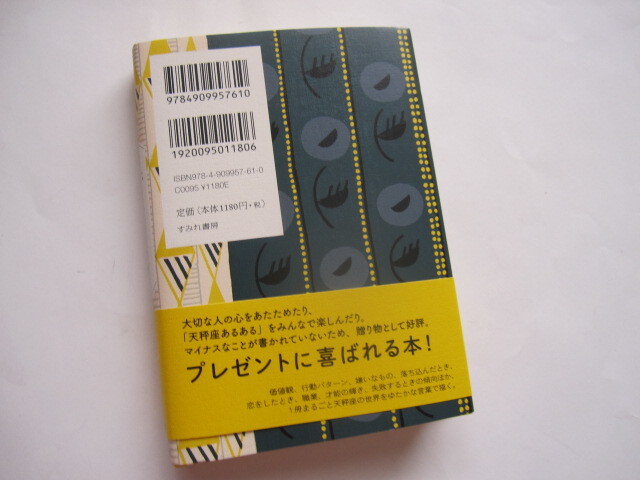 9784909957610
1920095011806
ISBN978-4-909957-61-0
C0095 ¥1180E
定価(本体1180円+税)
すみれ書房
大切な人の心をあたためたり、
「天秤座あるある」をみんなで楽しんだり。
マイナスなことが書かれていないため、贈り物として好評。
プレゼントに喜ばれる本!
価値観、行動パターン、嫌いなもの、落ち込んだとき、
恋をしたとき、職業、才能の輝き、失敗するときの傾向ほか、
1冊まるごと天秤座の世界をゆたかな言葉で描く。